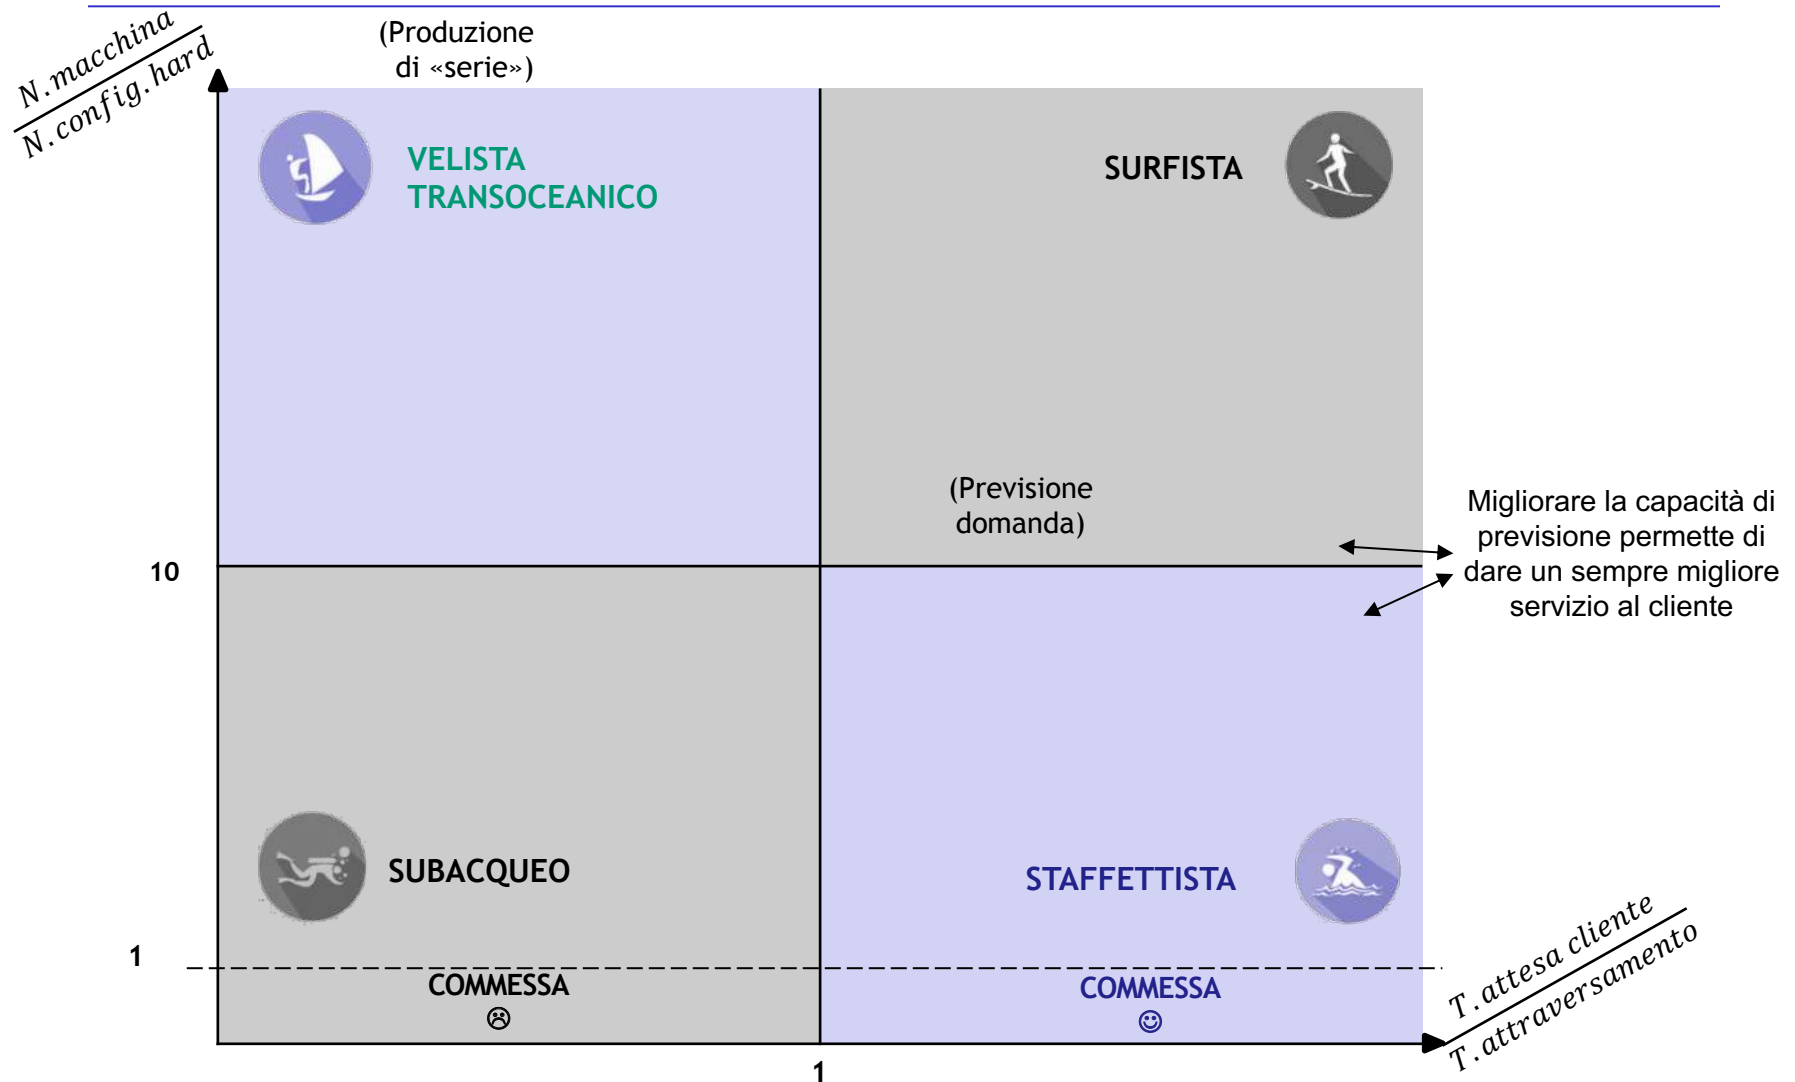 N.macchina
N.config.hard
(Produzione
di «serie»)
VELISTA
TRANSOCEANICO
SURFISTA
(Previsione
domanda)
Migliorare la capacità di
previsione permette di
dare un sempre migliore
servizio al cliente
10
SUBACQUEO
STAFFETTISTA
1
COMMESSA
☹
COMMESSA
☺
T.attesa cliente
T.attraversamento
1